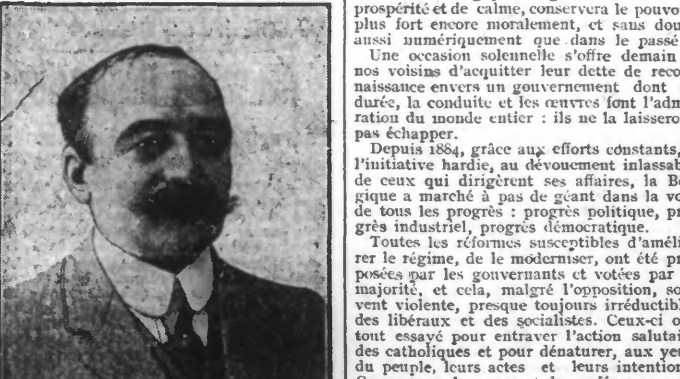 prospérité et de calme, conservera le pouvo
plus fort encore moralement, et sans dou
aussi numériquement que dans le passé
Une occasion solennelle s'offre demain
nos voisins d'acquitter leur dette de reco
naissance envers un gouvernement dont
durée, la conduite et les œuvres font l'adm
ration du monde entier : ils ne la laissero
pas échapper.
Depuis 1884, grâce aux efforts constants,
l'initiative hardie, au dévouement inlassab
de ceux qui dirigèrent ses affaires, la Be
gique a marché à pas de géant dans la vo
de tous les progrès : progrès politique, pr
grès industriel, progrès démocratique.
Toutes les réformes susceptibles d'améli
rer le régime, de le moderniser, ont été pr
posées par les gouvernants et votées par
majorité, et cela, malgré l'opposition, so
vent violente, presque toujours irréductibl
des libéraux et des socialistes. Ceux-ci o
tout essayé pour entraver l'action salutai
des catholiques et pour dénaturer, aux yeu
du peuple, leurs actes et leurs intention